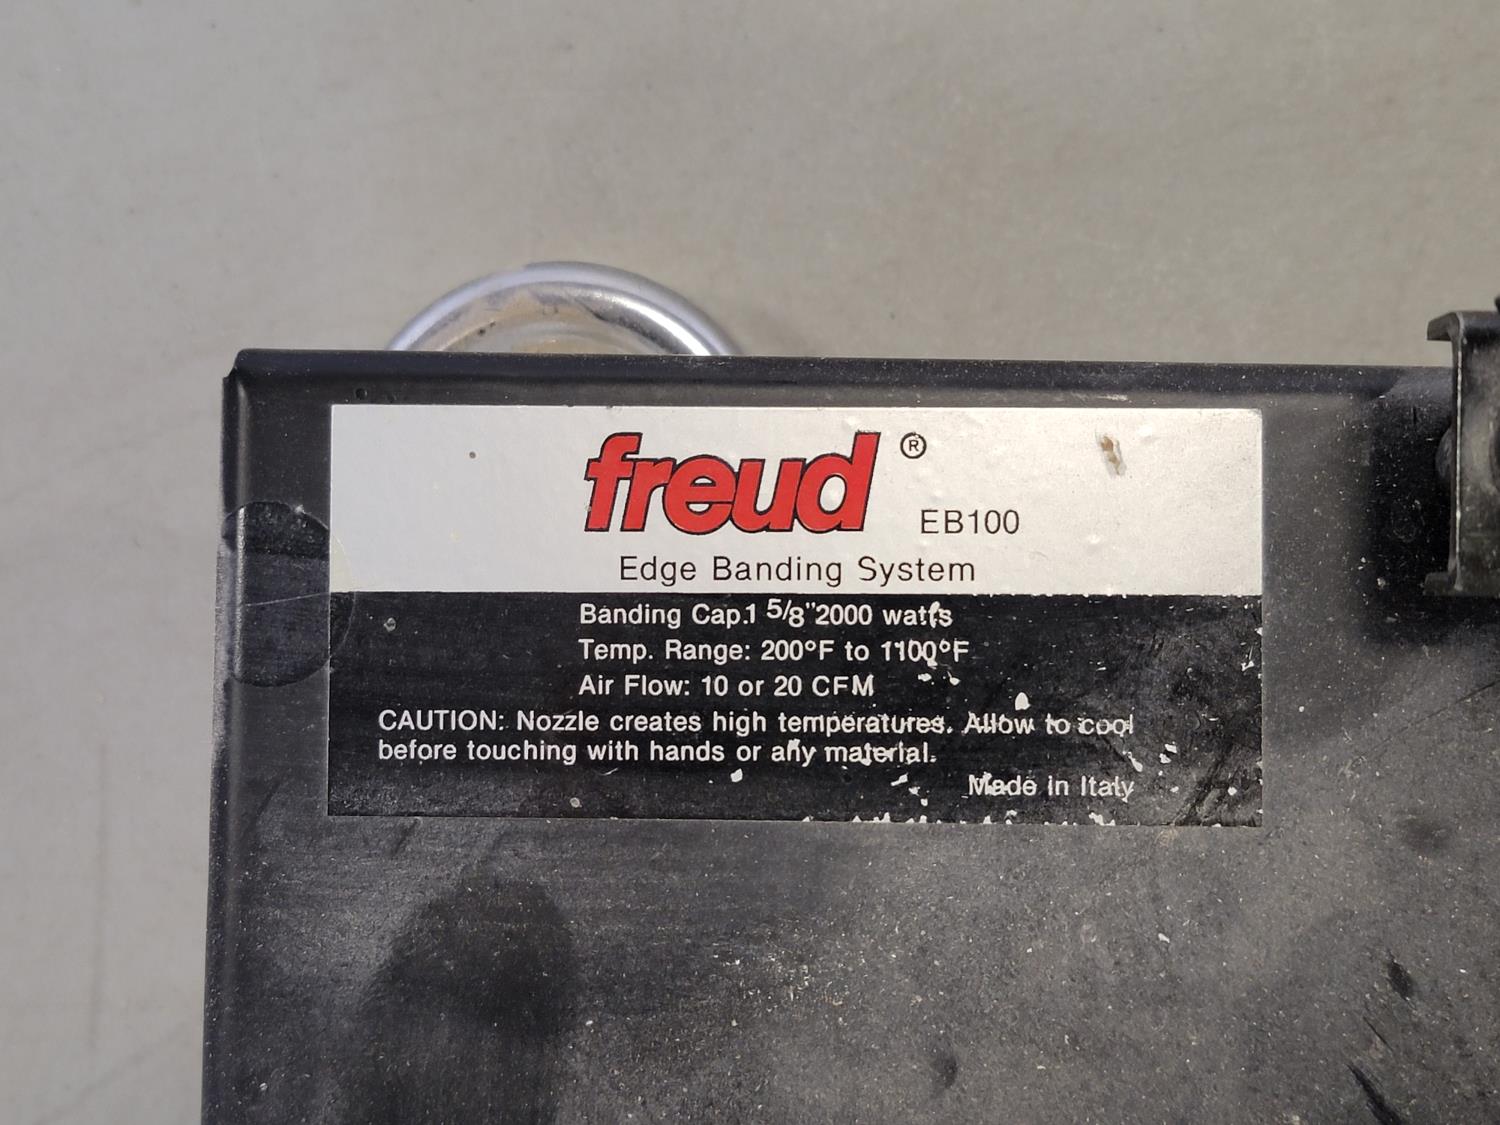 freud ®
EB100
Edge Banding System
Banding Cap.1 5/8"2000 watts
Temp. Range: 200°F to 1100°F
Air Flow: 10 or 20 CFM
CAUTION: Nozzle creates high temperatures. Allow to cool
before touching with hands or any material.
Made in Italy